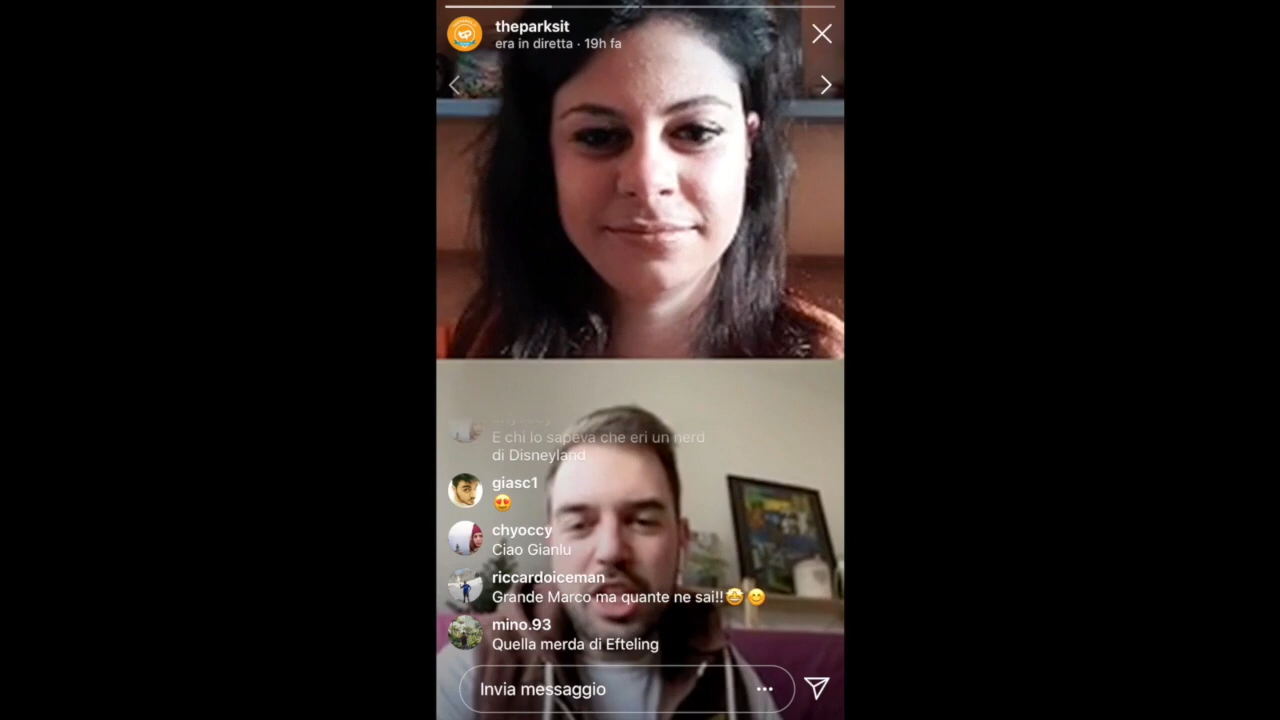 theparksit
era in diretta · 19h fa
E chi lo sapeva che eri un nerd
di Disneyland
giasc1
😍
chyoccy
Ciao Gianlu
riccardoiceman
Grande Marco ma quante ne sai!!🤩😊
mino.93
Quella merda di Efteling
Invia messaggio